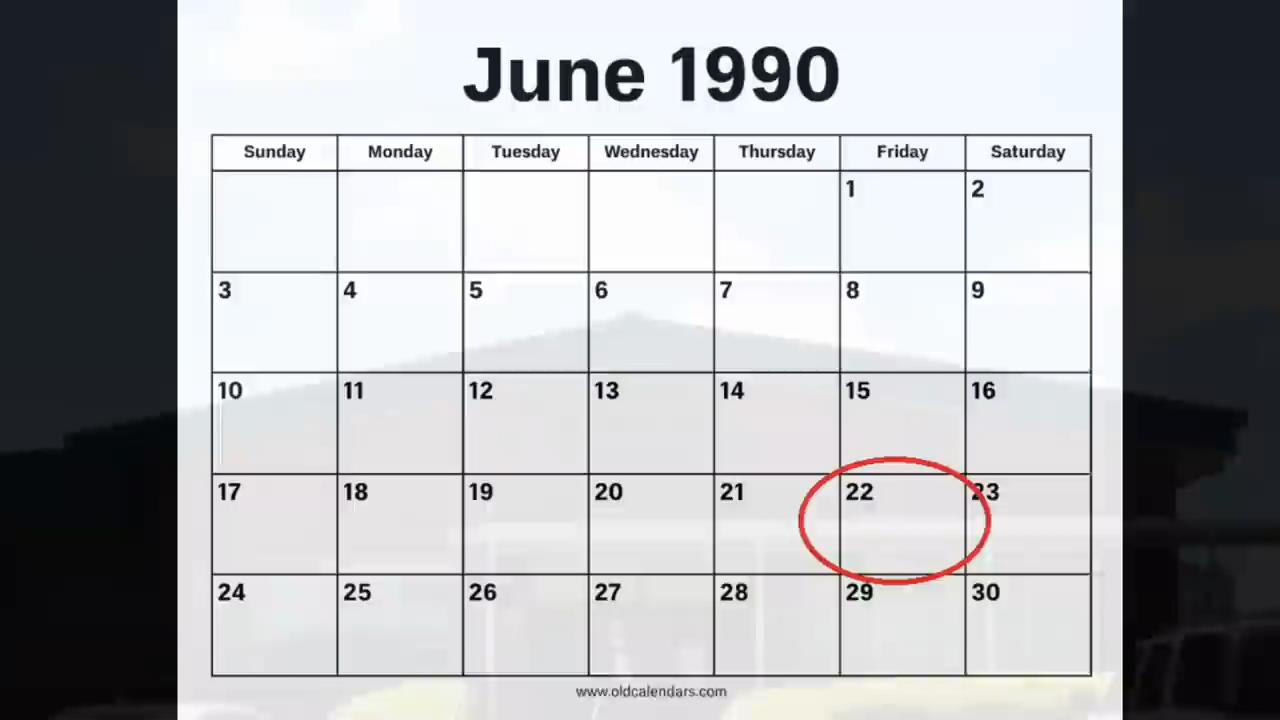 June 1990
Sunday Monday Tuesday Wednesday Thursday Friday Saturday
1 2
3 4 5 6 7 8 9
10 11 12 13 14 15 16
17 18 19 20 21 22 23
24 25 26 27 28 29 30
www.oldcalendars.com